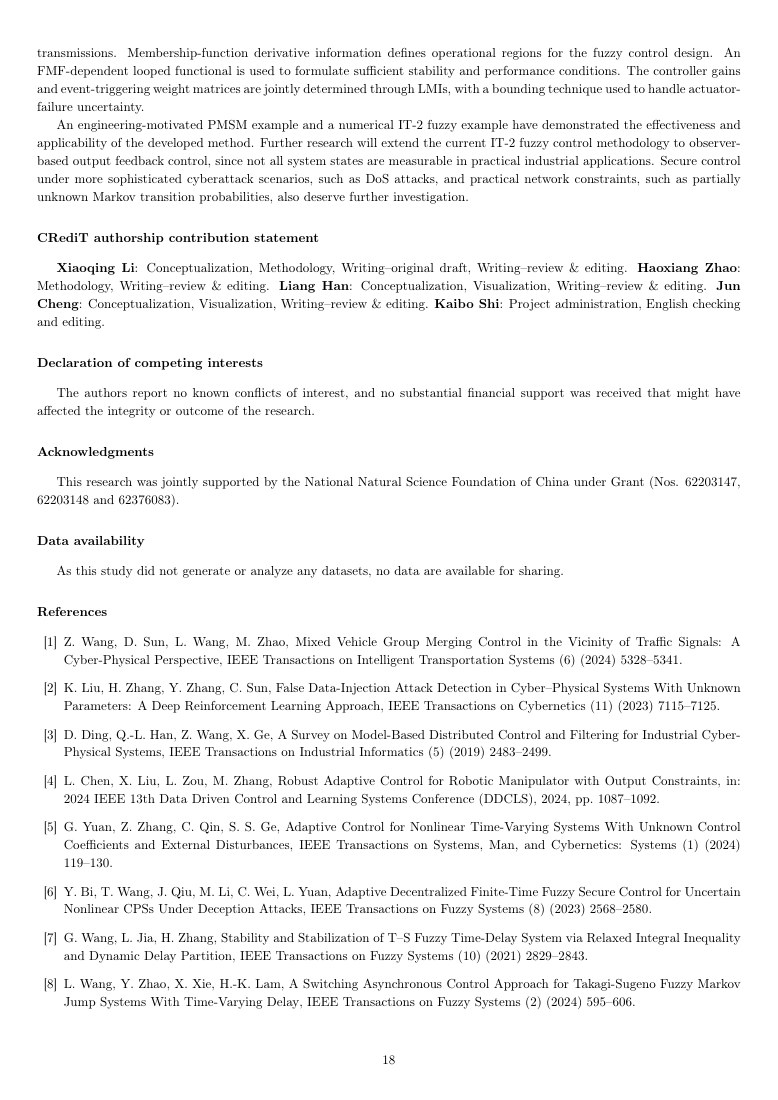 transmissions. Membership-function derivative information defines operational regions for the fuzzy control design. An
FMF-dependent looped functional is used to formulate sufficient stability and performance conditions. The controller gains
and event-triggering weight matrices are jointly determined through LMIs, with a bounding technique used to handle actuator-
failure uncertainty.
An engineering-motivated PMSM example and a numerical IT-2 fuzzy example have demonstrated the effectiveness and
applicability of the developed method. Further research will extend the current IT-2 fuzzy control methodology to observer-
based output feedback control, since not all system states are measurable in practical industrial applications. Secure control
under more sophisticated cyberattack scenarios, such as DoS attacks, and practical network constraints, such as partially
unknown Markov transition probabilities, also deserve further investigation.
CRediT authorship contribution statement
Xiaoqing Li: Conceptualization, Methodology, Writing–original draft, Writing–review & editing. Haoxiang Zhao:
Methodology, Writing–review & editing. Liang Han: Conceptualization, Visualization, Writing–review & editing. Jun
Cheng: Conceptualization, Visualization, Writing–review & editing. Kaibo Shi: Project administration, English checking
and editing.
Declaration of competing interests
The authors report no known conflicts of interest, and no substantial financial support was received that might have
affected the integrity or outcome of the research.
Acknowledgments
This research was jointly supported by the National Natural Science Foundation of China under Grant (Nos. 62203147,
62203148 and 62376083).
Data availability
As this study did not generate or analyze any datasets, no data are available for sharing.
References
[1] Z. Wang, D. Sun, L. Wang, M. Zhao, Mixed Vehicle Group Merging Control in the Vicinity of Traffic Signals: A
Cyber-Physical Perspective, IEEE Transactions on Intelligent Transportation Systems (6) (2024) 5328–5341.
[2] K. Liu, H. Zhang, Y. Zhang, C. Sun, False Data-Injection Attack Detection in Cyber–Physical Systems With Unknown
Parameters: A Deep Reinforcement Learning Approach, IEEE Transactions on Cybernetics (11) (2023) 7115–7125.
[3] D. Ding, Q.-L. Han, Z. Wang, X. Ge, A Survey on Model-Based Distributed Control and Filtering for Industrial Cyber-
Physical Systems, IEEE Transactions on Industrial Informatics (5) (2019) 2483–2499.
[4] L. Chen, X. Liu, L. Zou, M. Zhang, Robust Adaptive Control for Robotic Manipulator with Output Constraints, in:
2024 IEEE 13th Data Driven Control and Learning Systems Conference (DDCLS), 2024, pp. 1087–1092.
[5] G. Yuan, Z. Zhang, C. Qin, S. S. Ge, Adaptive Control for Nonlinear Time-Varying Systems With Unknown Control
Coefficients and External Disturbances, IEEE Transactions on Systems, Man, and Cybernetics: Systems (1) (2024)
119–130.
[6] Y. Bi, T. Wang, J. Qiu, M. Li, C. Wei, L. Yuan, Adaptive Decentralized Finite-Time Fuzzy Secure Control for Uncertain
Nonlinear CPSs Under Deception Attacks, IEEE Transactions on Fuzzy Systems (8) (2023) 2568–2580.
[7] G. Wang, L. Jia, H. Zhang, Stability and Stabilization of T–S Fuzzy Time-Delay System via Relaxed Integral Inequality
and Dynamic Delay Partition, IEEE Transactions on Fuzzy Systems (10) (2021) 2829–2843.
[8] L. Wang, Y. Zhao, X. Xie, H.-K. Lam, A Switching Asynchronous Control Approach for Takagi-Sugeno Fuzzy Markov
Jump Systems With Time-Varying Delay, IEEE Transactions on Fuzzy Systems (2) (2024) 595–606.
18